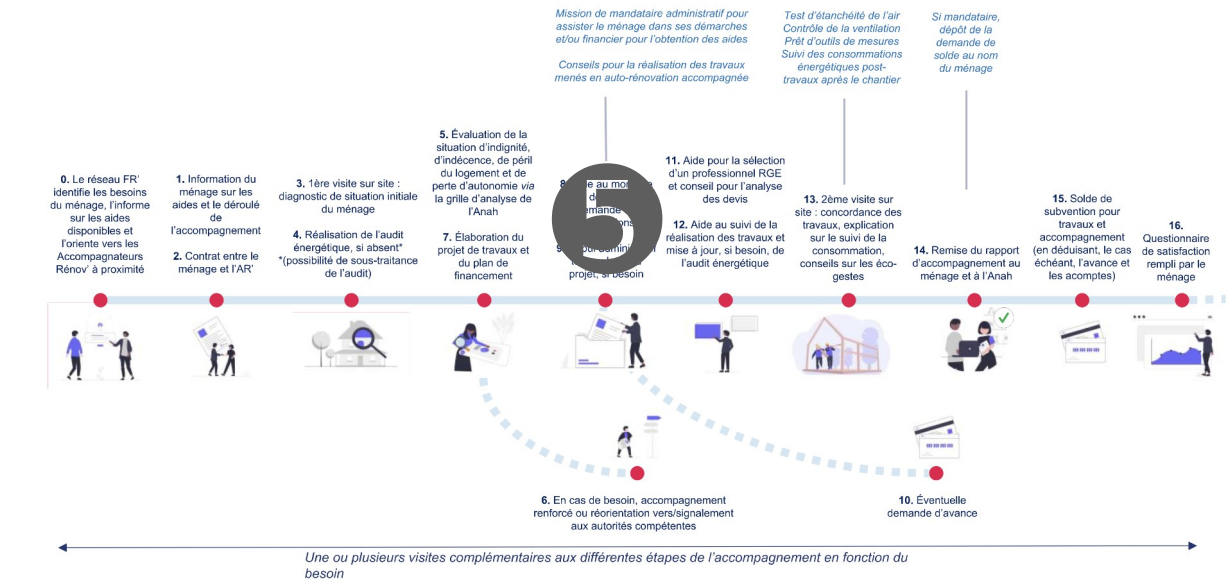 Mission de mandataire administratif pour
assister le ménage dans ses démarches
et/ou financier pour l'obtention des aides
Conseils pour la réalisation des travaux
menés en auto-rénovation accompagnée
Test d'étanchéité de l'air
Contrôle de la ventilation
Prêt d'outils de mesures
Suivi des consommations
énergétiques post-
travaux après le chantier
Si mandataire,
dépôt de la
demande de
solde au nom
du ménage
0. Le réseau FR'
identifie les besoins
du ménage, l'informe
sur les aides
disponibles et
l'oriente vers les
Accompagnateurs
Rénov' à proximité
1. Information du
ménage sur les
aides et le déroulé
de
l'accompagnement
2. Contrat entre le
ménage et l'AR'
3. 1ère visite sur site :
diagnostic de situation initiale
du ménage
4. Réalisation de l'audit
énergétique, si absent*
*(possibilité de sous-traitance
de l'audit)
5. Évaluation de la
situation d'indignité,
d'indécence, de péril
du logement et de
perte d'autonomie via
la grille d'analyse de
l'Anah
7. Élaboration du
projet de travaux et
du plan de
financement
5
au
projet, si besoin
11. Aide pour la sélection
d'un professionnel RGE
et conseil pour l'analyse
des devis
12. Aide au suivi de la
réalisation des travaux et
mise à jour, si besoin, de
l'audit énergétique
13. 2ème visite sur
site : concordance des
travaux, explication
sur le suivi de la
consommation,
conseils sur les éco-
gestes
14. Remise du rapport
d'accompagnement au
ménage et à l'Anah
15. Solde de
subvention pour
travaux et
accompagnement
(en déduisant, le cas
échéant, l'avance et
les acomptes)
16.
Questionnaire
de satisfaction
rempli par le
ménage
6. En cas de besoin, accompagnement
renforcé ou réorientation vers/signalement
aux autorités compétentes
10. Éventuelle
demande d'avance
Une ou plusieurs visites complémentaires aux différentes étapes de l'accompagnement en fonction du
besoin